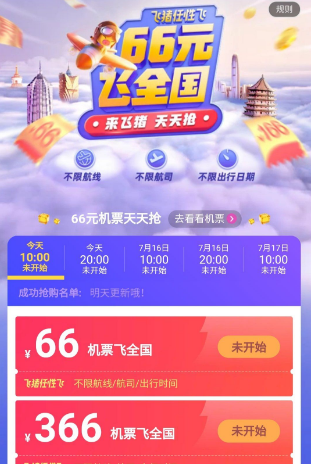 规则
飞猪任性飞
66元
飞全国
来飞猪 天天抢
66
66
不限航线
不限航司
不限出行日期
66元机票天天抢
去看看机票
今天
10:00
未开始
今天
20:00
未开始
7月16日
10:00
未开始
7月16日
20:00
未开始
7月17日
10:00
未开始
成功抢购名单: 明天更新哦!
¥66 机票飞全国
未开始
飞猪任性飞 不限航线/航司/出行时间
¥366 机票飞全国
未开始